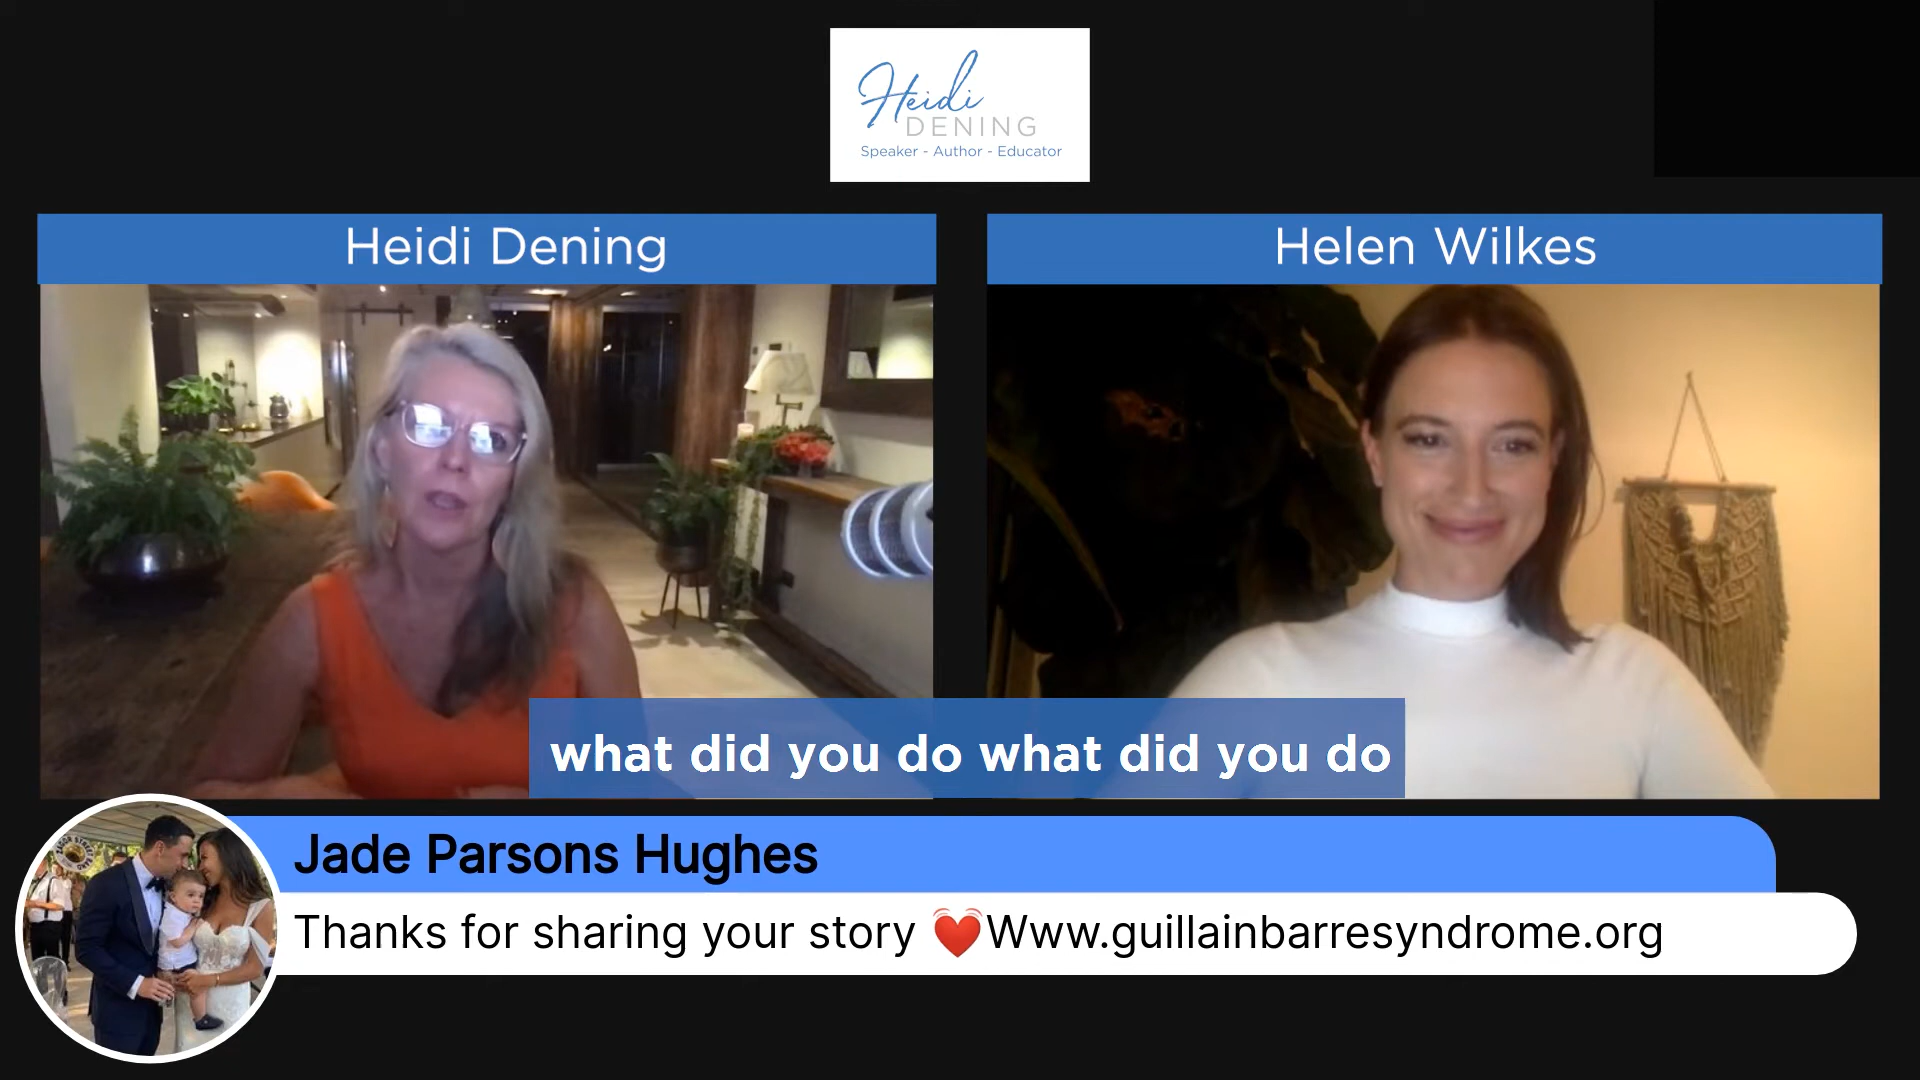 Heidi
DENING
Speaker - Author - Educator
Heidi Dening
Helen Wilkes
what did you do what did you do
Jade Parsons Hughes
Thanks for sharing your story 💓Www.guillainbarresyndrome.org